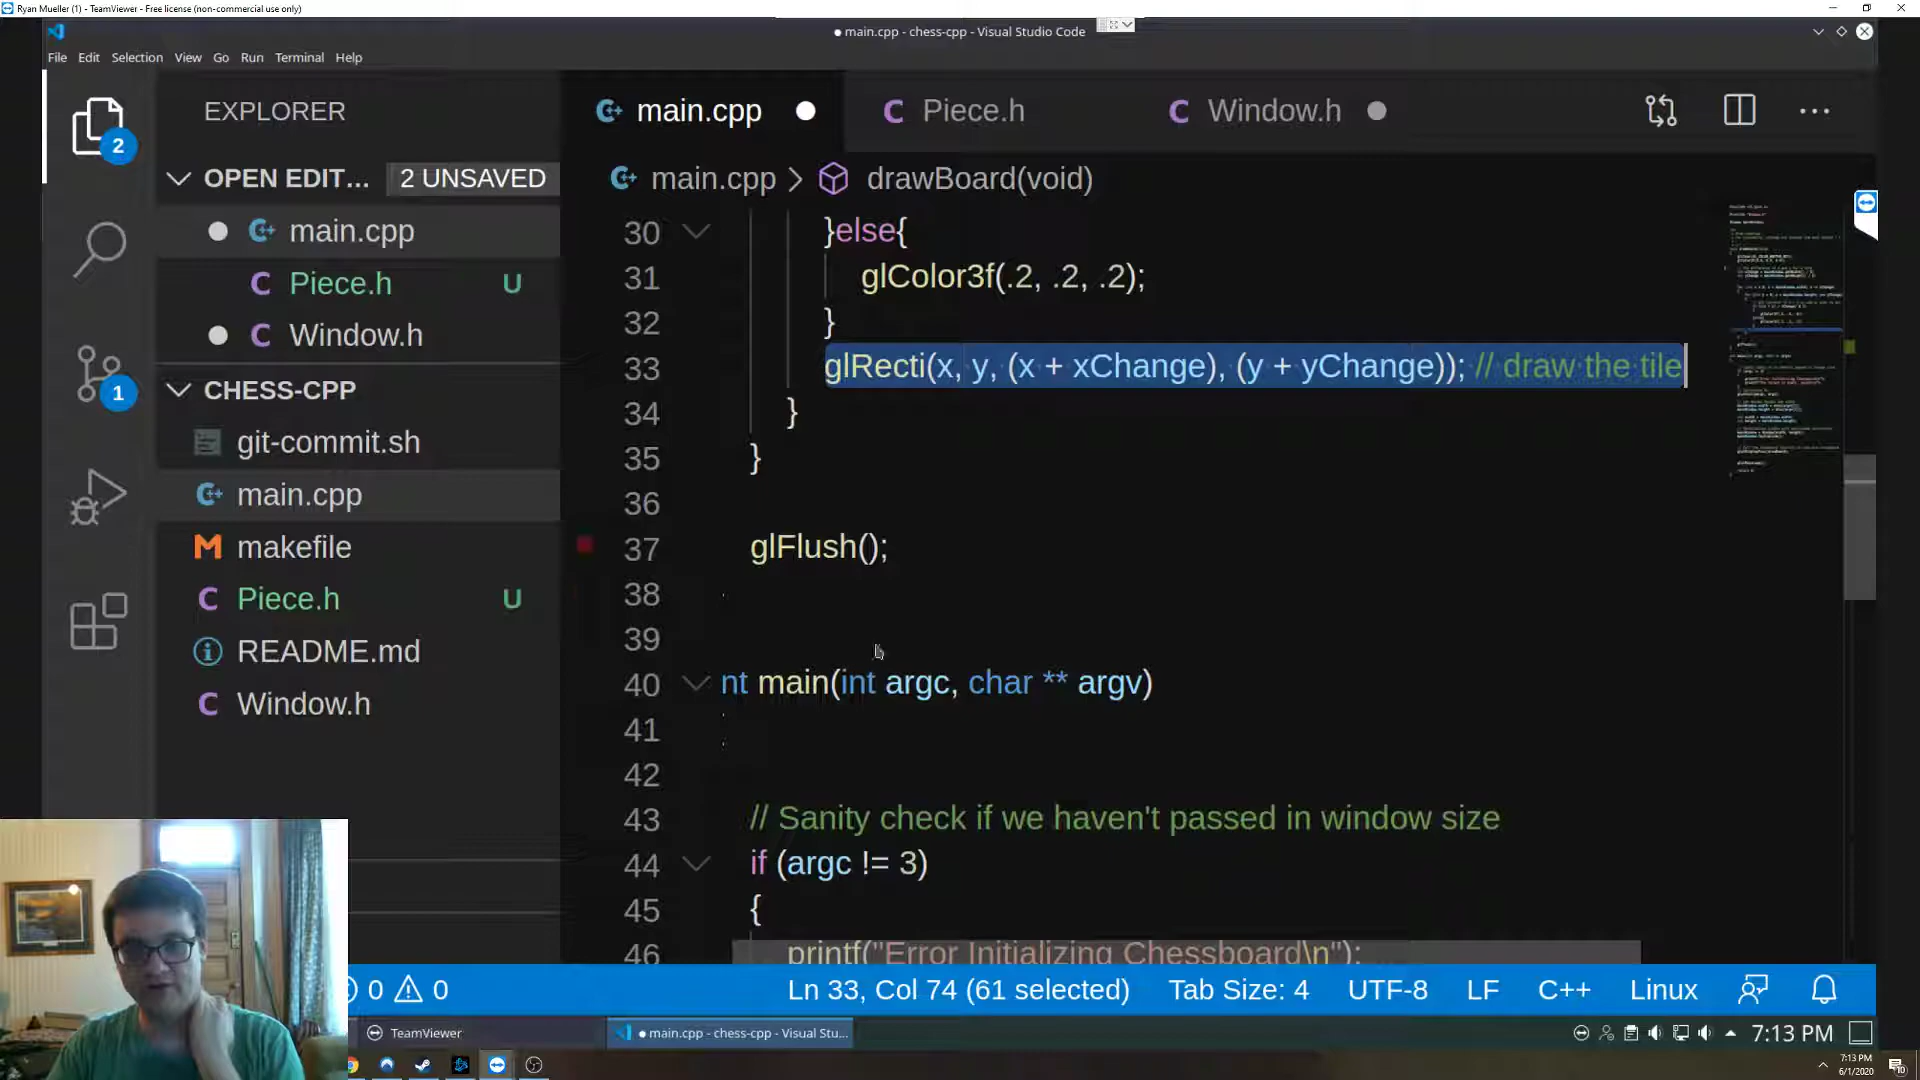 Ryan Mueller (1) - TeamViewer - Free license (non-commercial use only)
● main.cpp - chess-cpp - Visual Studio Code
File Edit Selection View Go Run Terminal Help
EXPLORER
main.cpp
Piece.h
Window.h
OPEN EDIT... 2 UNSAVED
main.cpp > drawBoard(void)
main.cpp
Piece.h U
Window.h
CHESS-CPP
git-commit.sh
main.cpp
makefile
Piece.h U
README.md
Window.h
2
1
30 }else{
31 glColor3f(.2, .2, .2);
32 }
33 glRecti(x, y, (x + xChange), (y + yChange)); // draw the tile
34 }
35 }
36
37 glFlush();
38
39
40 nt main(int argc, char ** argv)
41
42
43 // Sanity check if we haven't passed in window size
44 if (argc != 3)
45 {
46 printf("Error Initializing Chessboard\n");
0 0
Ln 33, Col 74 (61 selected) Tab Size: 4 UTF-8 LF C++ Linux
TeamViewer
● main.cpp - chess-cpp - Visual Stu...
7:13 PM
7:13 PM
6/1/2020